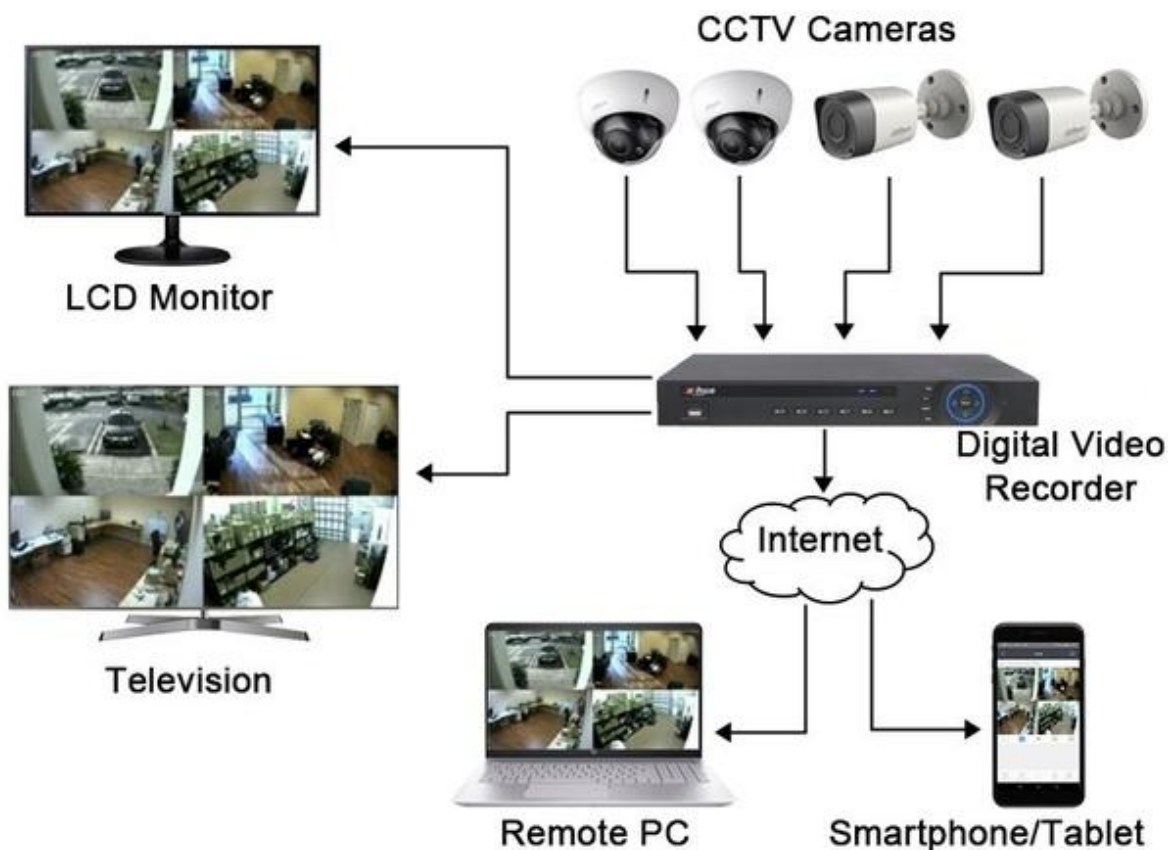 CCTV Cameras
LCD Monitor
Digital Video
Recorder
Internet
Television
Remote PC
Smartphone/Tablet